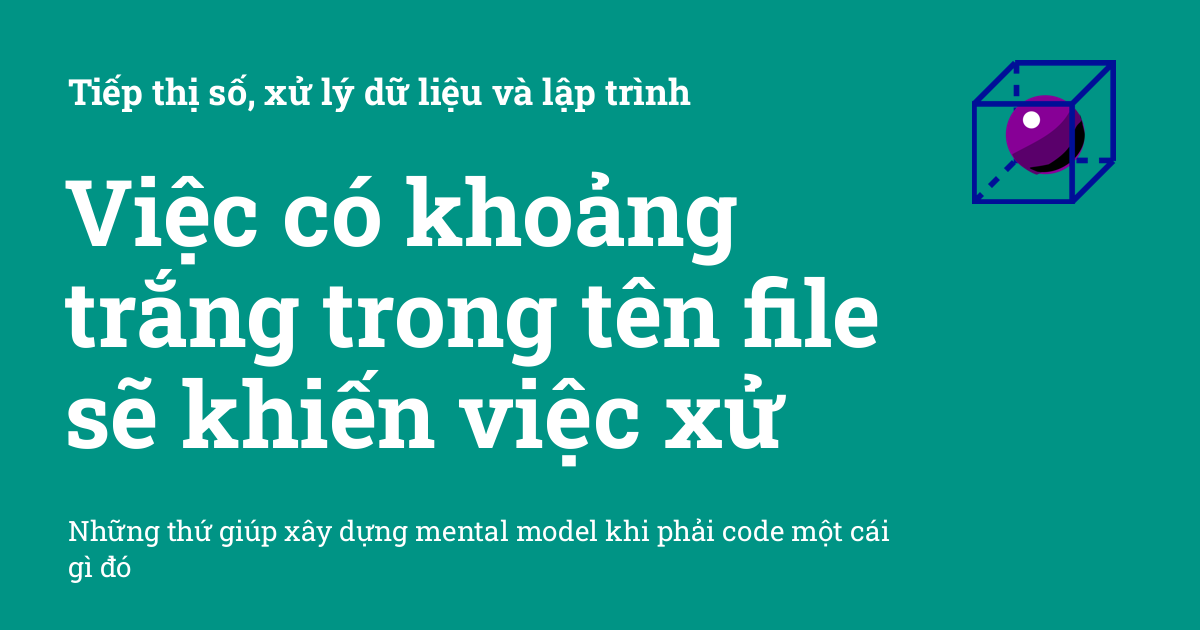 Tiếp thị số, xử lý dữ liệu và lập trình
Việc có khoảng
trắng trong tên file
sẽ khiến việc xử
Những thứ giúp xây dựng mental model khi phải code một cái
gì đó